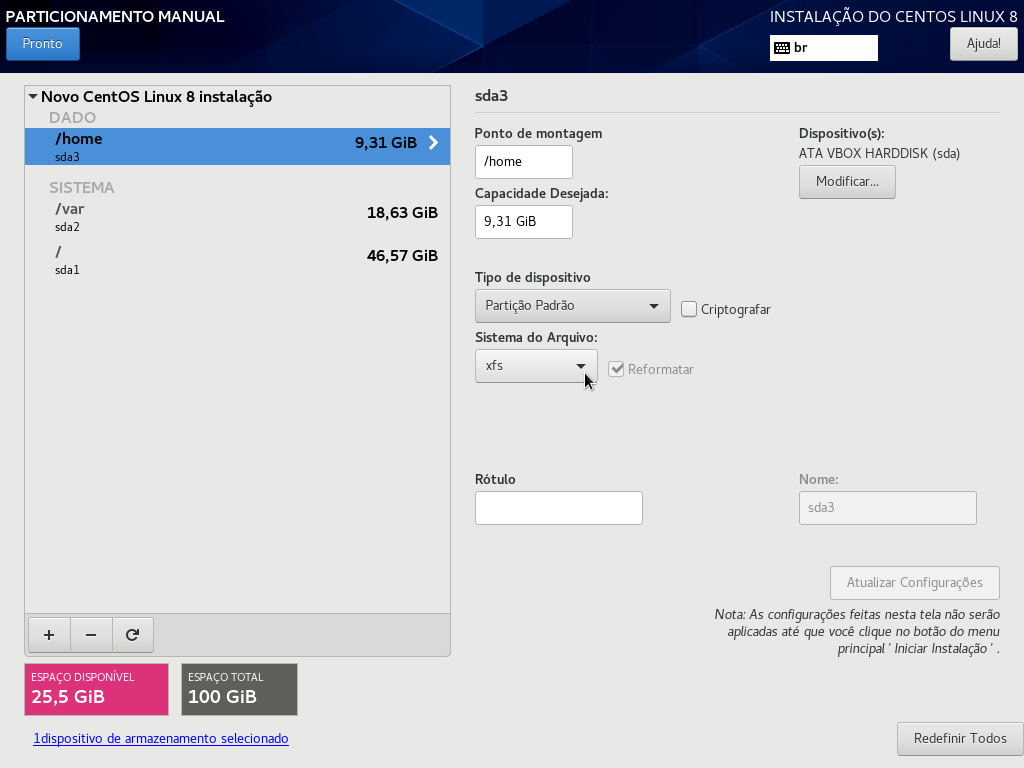 PARTICIONAMENTO MANUAL
INSTALAÇÃO DO CENTOS LINUX 8
Pronto
br
Ajuda!
Novo CentOS Linux 8 instalação
DADO
/home
9,31 GiB
sda3
SISTEMA
/var
18,63 GiB
sda2
/
46,57 GiB
sda1
+ −
ESPAÇO DISPONÍVEL
25,5 GiB
ESPAÇO TOTAL
100 GiB
1dispositivo de armazenamento selecionado
sda3
Ponto de montagem
/home
Capacidade Desejada:
9,31 GiB
Dispositivo(s):
ATA VBOX HARDDISK (sda)
Modificar...
Tipo de dispositivo
Partição Padrão
Criptografar
Sistema do Arquivo:
xfs
Reformatar
Rótulo
Nome:
sda3
Atualizar Configurações
Nota: As configurações feitas nesta tela não serão
aplicadas até que você clique no botão do menu
principal ' Iniciar Instalação ' .
Redefinir Todos